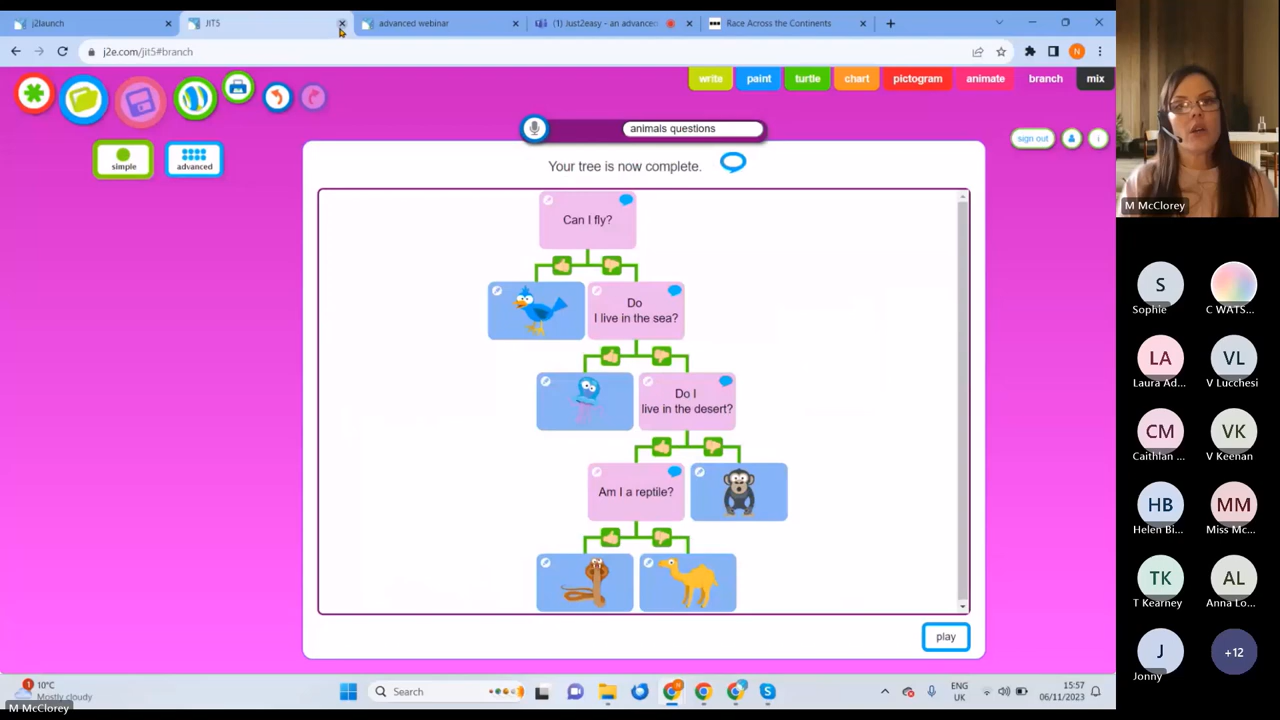 j2launch
JIT5
advanced webinar
(1) Just2easy - an advanced
Race Across the Continents
j2e.com/jit5#branch
N
write
paint
turtle
chart
pictogram
animate
branch
mix
animals questions
sign out
i
simple
advanced
Your tree is now complete.
Can I fly?
Do
I live in the sea?
Do I
live in the desert?
Am I a reptile?
play
M McClorey
S
Sophie
C WATS...
LA
Laura Ad...
VL
V Lucchesi
CM
Caithlan ...
VK
V Keenan
HB
Helen Bi...
MM
Miss Mc...
TK
T Kearney
AL
Anna Lo...
J
Jonny
+12
1
10°C
Mostly cloudy
Search
ENG
UK
15:57
06/11/2023
M McClorey